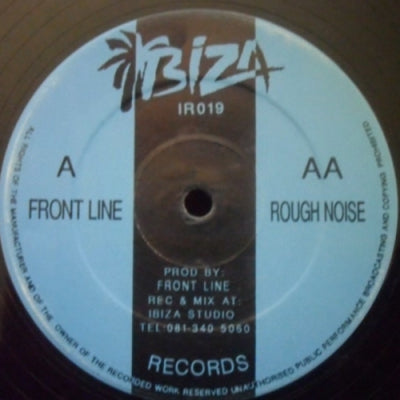 IBIZA
IR019
A
FRONT LINE
AA
ROUGH NOISE
PROD BY:
FRONT LINE
REC & MIX AT:
IBIZA STUDIO
TEL:081-340 5050
RECORDS
ALL RIGHTS OF THE MANUFACTURER AND OF THE OWNER OF THE RECORDED WORK RESERVED UNAUTHORISED PUBLIC PERFORMANCE BROADCASTING AND COPYING PROHIBITED